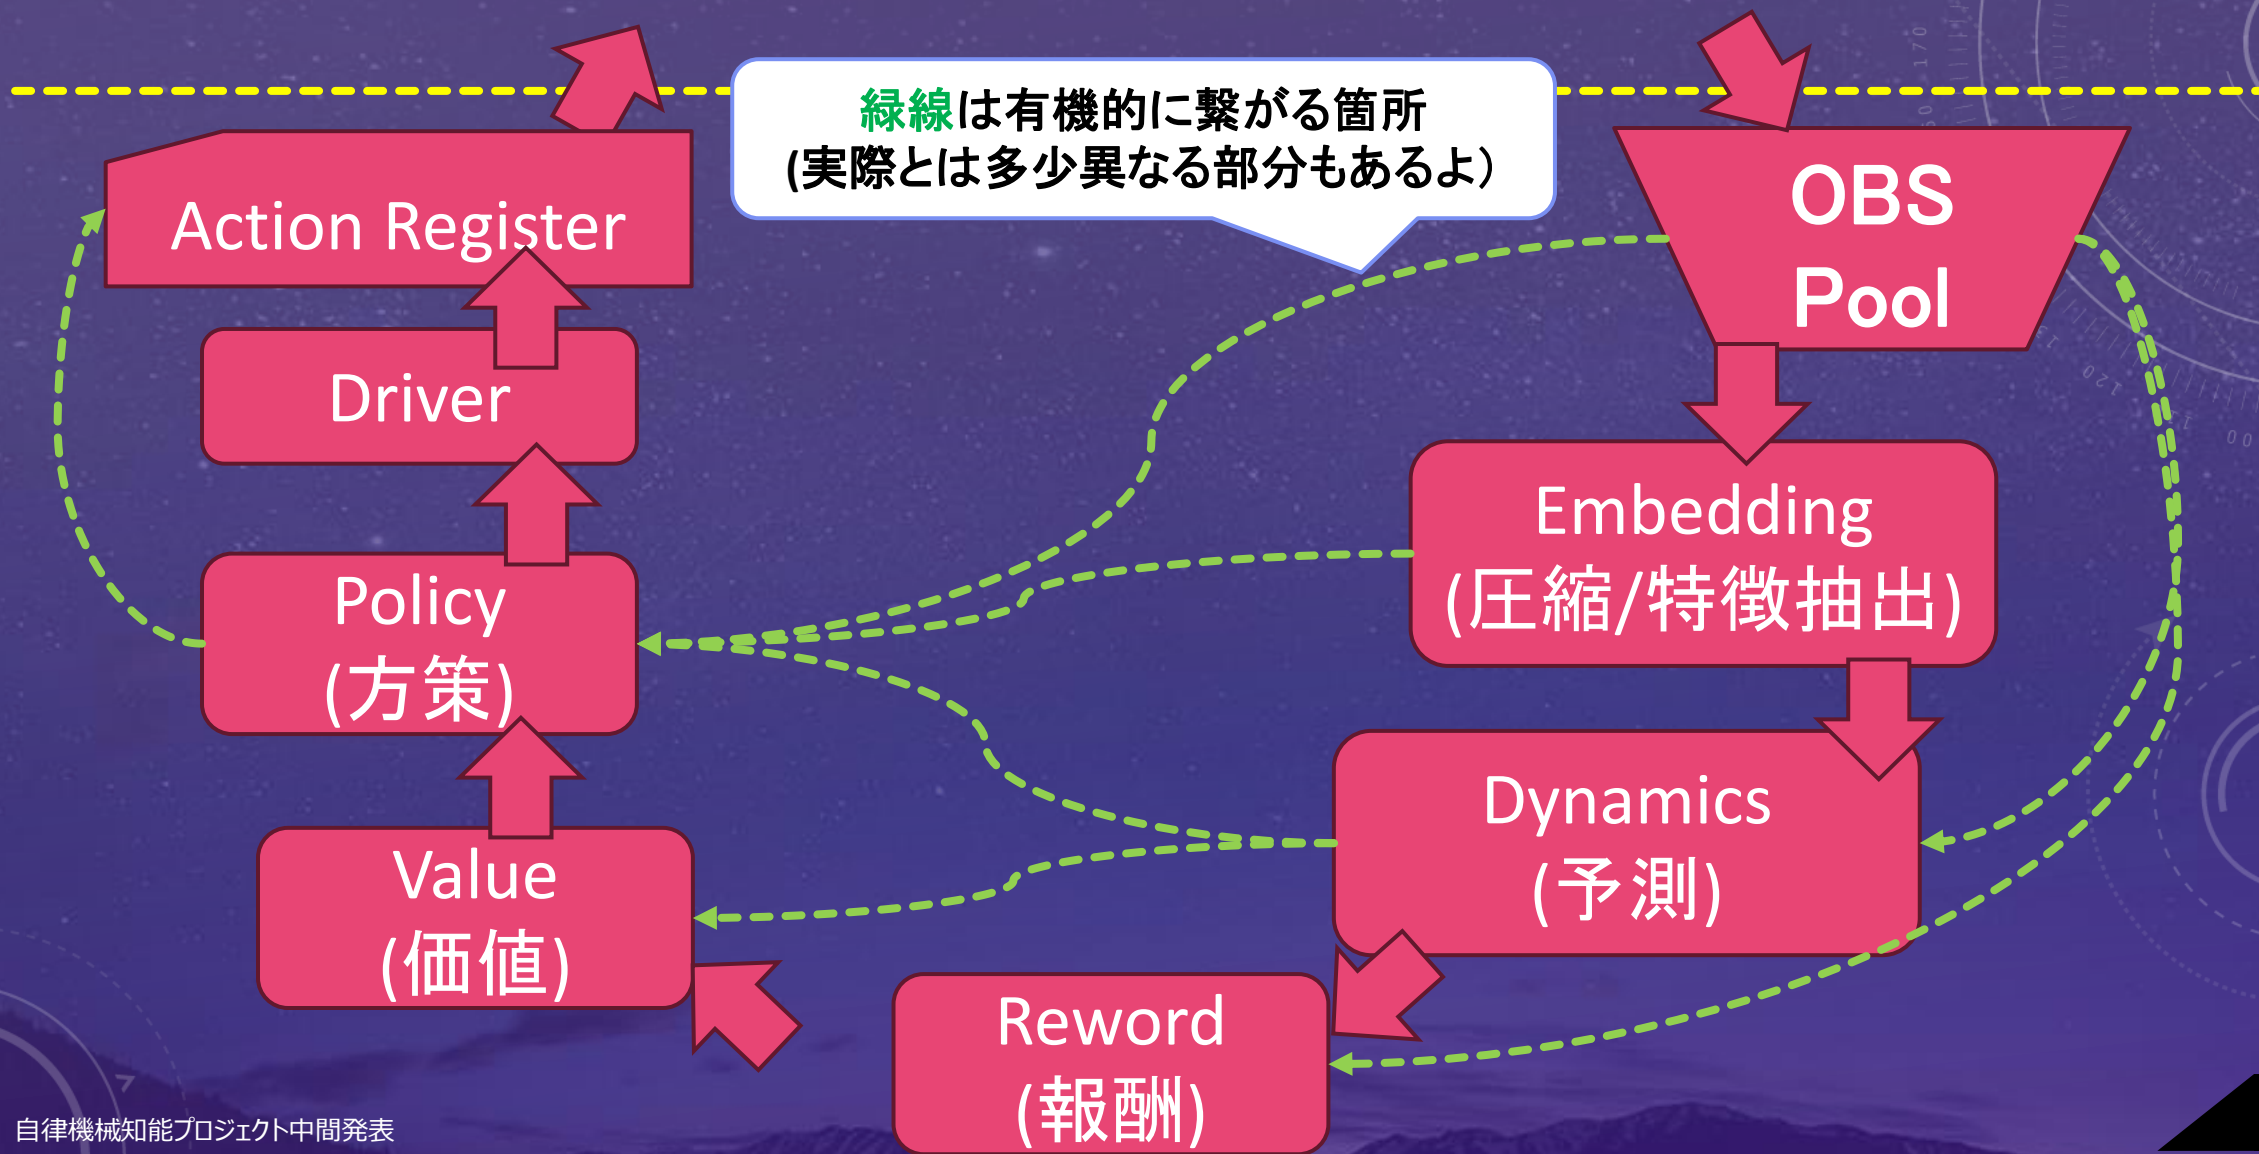 緑線は有機的に繋がる箇所
(実際とは多少異なる部分もあるよ）
Action Register
Driver
Policy
(方策)
Value
(価値)
OBS
Pool
Embedding
(圧縮/特徴抽出)
Dynamics
(予測)
Reword
(報酬)
自律機械知能プロジェクト中間発表